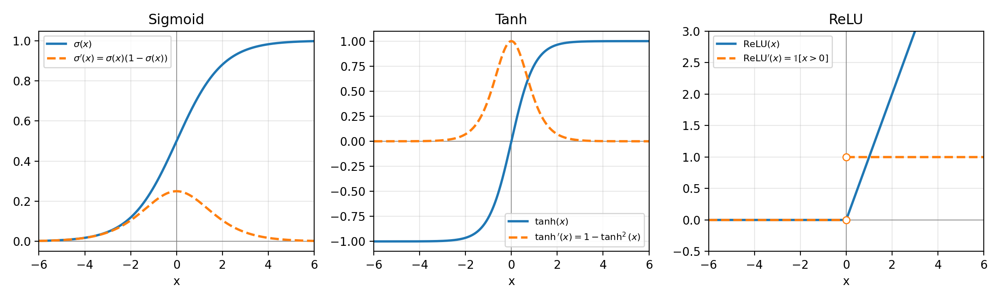 Sigmoid
σ(x)
σ′(x) = σ(x)(1 − σ(x))
1.0
0.8
0.6
0.4
0.2
0.0
−6 −4 −2 0 2 4 6
x
Tanh
1.00
0.75
0.50
0.25
0.00
−0.25
−0.50
−0.75
−1.00
tanh(x)
tanh′(x) = 1 − tanh²(x)
−6 −4 −2 0 2 4 6
x
ReLU
ReLU(x)
ReLU′(x) = 𝟙[x > 0]
3.0
2.5
2.0
1.5
1.0
0.5
0.0
−0.5
−6 −4 −2 0 2 4 6
x